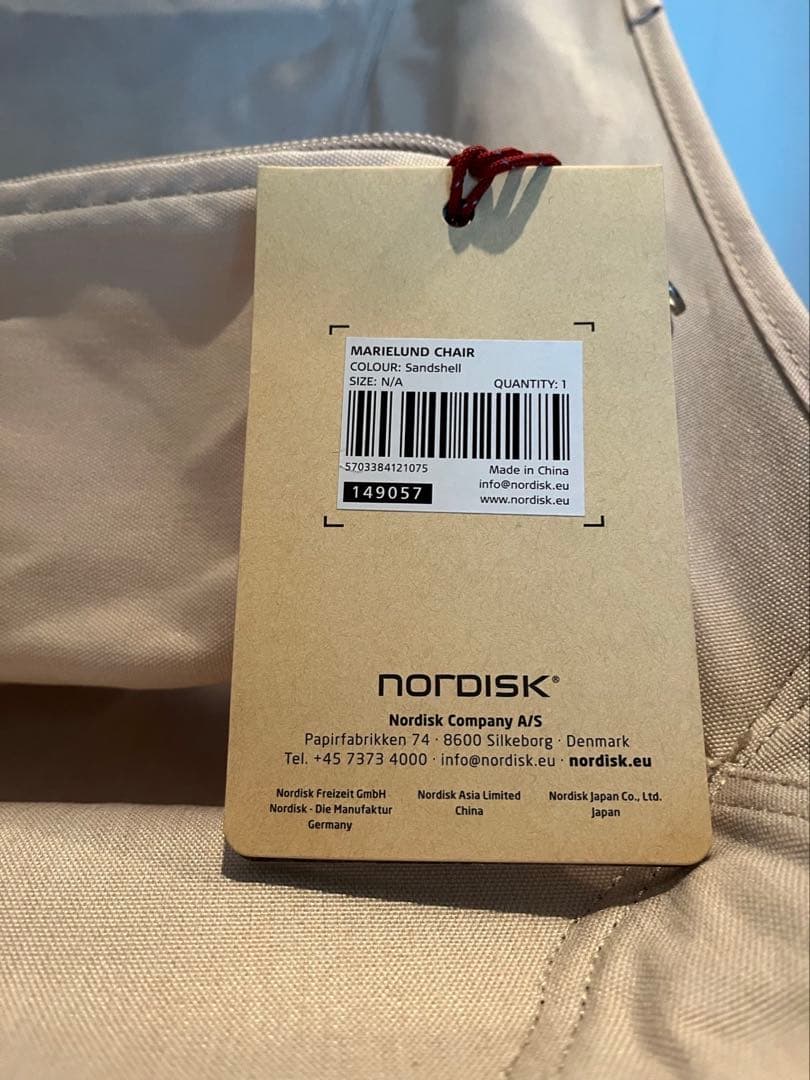 MARIELUND CHAIR
COLOUR: Sandshell
SIZE: N/A QUANTITY: 1
5703384121075 Made in China
info@nordisk.eu
149057 www.nordisk.eu
NORDISK®
Nordisk Company A/S
Papirfabrikken 74 · 8600 Silkeborg · Denmark
Tel. +45 7373 4000 · info@nordisk.eu · nordisk.eu
Nordisk Freizeit GmbH Nordisk Asia Limited Nordisk Japan Co., Ltd.
Nordisk - Die Manufaktur China Japan
Germany